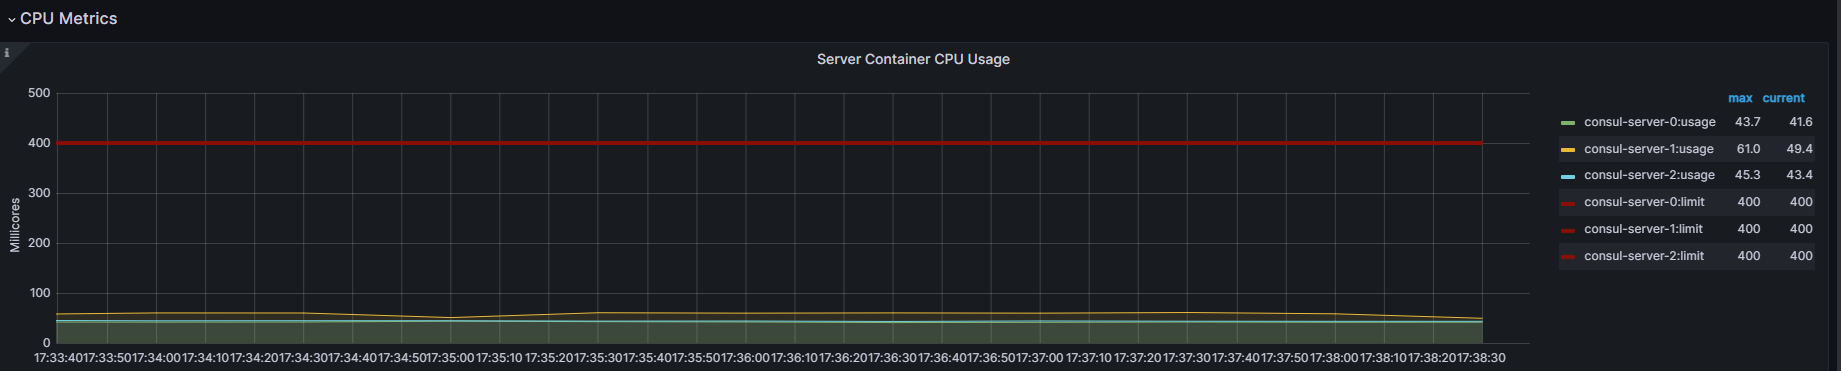 CPU Metrics
i
Server Container CPU Usage
Millicores
500
400
300
200
100
0
17:33:40 17:33:50 17:34:00 17:34:10 17:34:20 17:34:30 17:34:40 17:34:50 17:35:00 17:35:10 17:35:20 17:35:30 17:35:40 17:35:50 17:36:00 17:36:10 17:36:20 17:36:30 17:36:40 17:36:50 17:37:00 17:37:10 17:37:20 17:37:30 17:37:40 17:37:50 17:38:00 17:38:10 17:38:20 17:38:30
max current
consul-server-0:usage 43.7 41.6
consul-server-1:usage 61.0 49.4
consul-server-2:usage 45.3 43.4
consul-server-0:limit 400 400
consul-server-1:limit 400 400
consul-server-2:limit 400 400